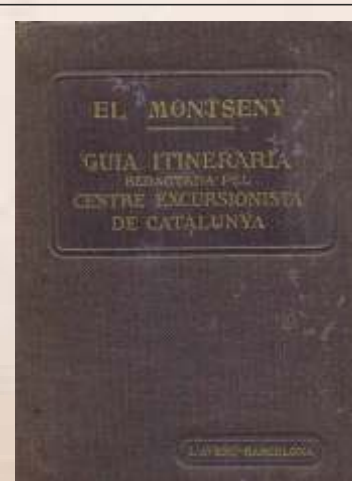 EL MONTSENY
GUIA ITINERARIA
REDACTADA PEL
CENTRE EXCURSIONISTA
DE CATALUNYA
L'AVENÇ-BARCELONA